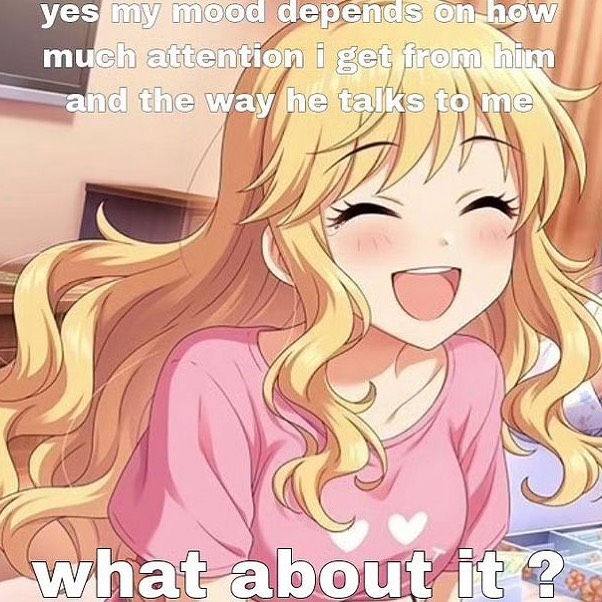 yes my mood depends on how
much attention i get from him
and the way he talks to me
what about it ?